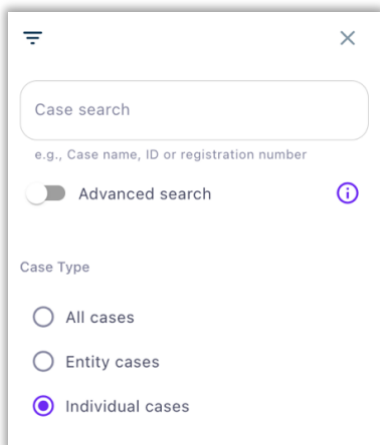 Case search
e.g., Case name, ID or registration number
Advanced search
Case Type
All cases
Entity cases
Individual cases